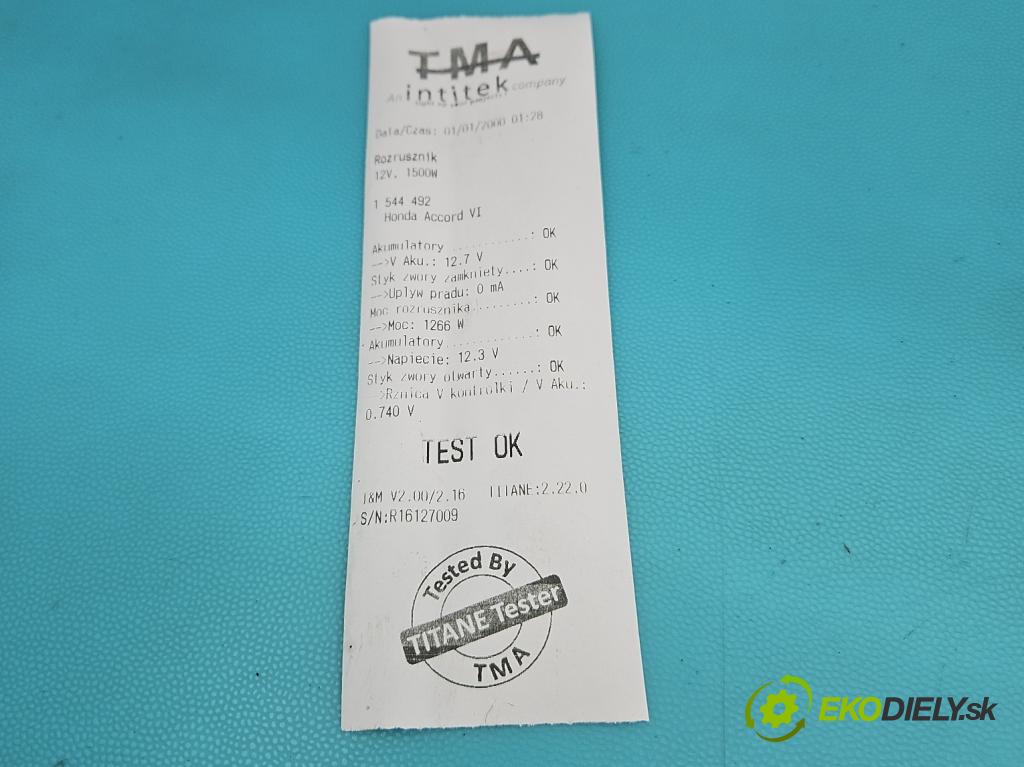 TMA
An intitek company
Data/Czas: 01/01/2000 01:28
Rozrusznik
12V. 1500W
1 544 492
Honda Accord VI
Akumulatory ...........: OK
-->V Aku.: 12.7 V
Styk zwory zamkniety....: OK
-->Uplyw pradu: 0 mA
Moc rozrusznika.........: OK
-->Moc: 1266 W
Akumulatory ............: OK
-->Napiecie: 12.3 V
Styk zwory otwarty......: OK
-->Rznica V kontrolki / V Aku.:
0.740 V
TEST OK
T&M V2.00/2.16 TITANE:2.22.0
S/N:R16127009
Tested By
TITANE Tester
TMA
EKODIELY.sk